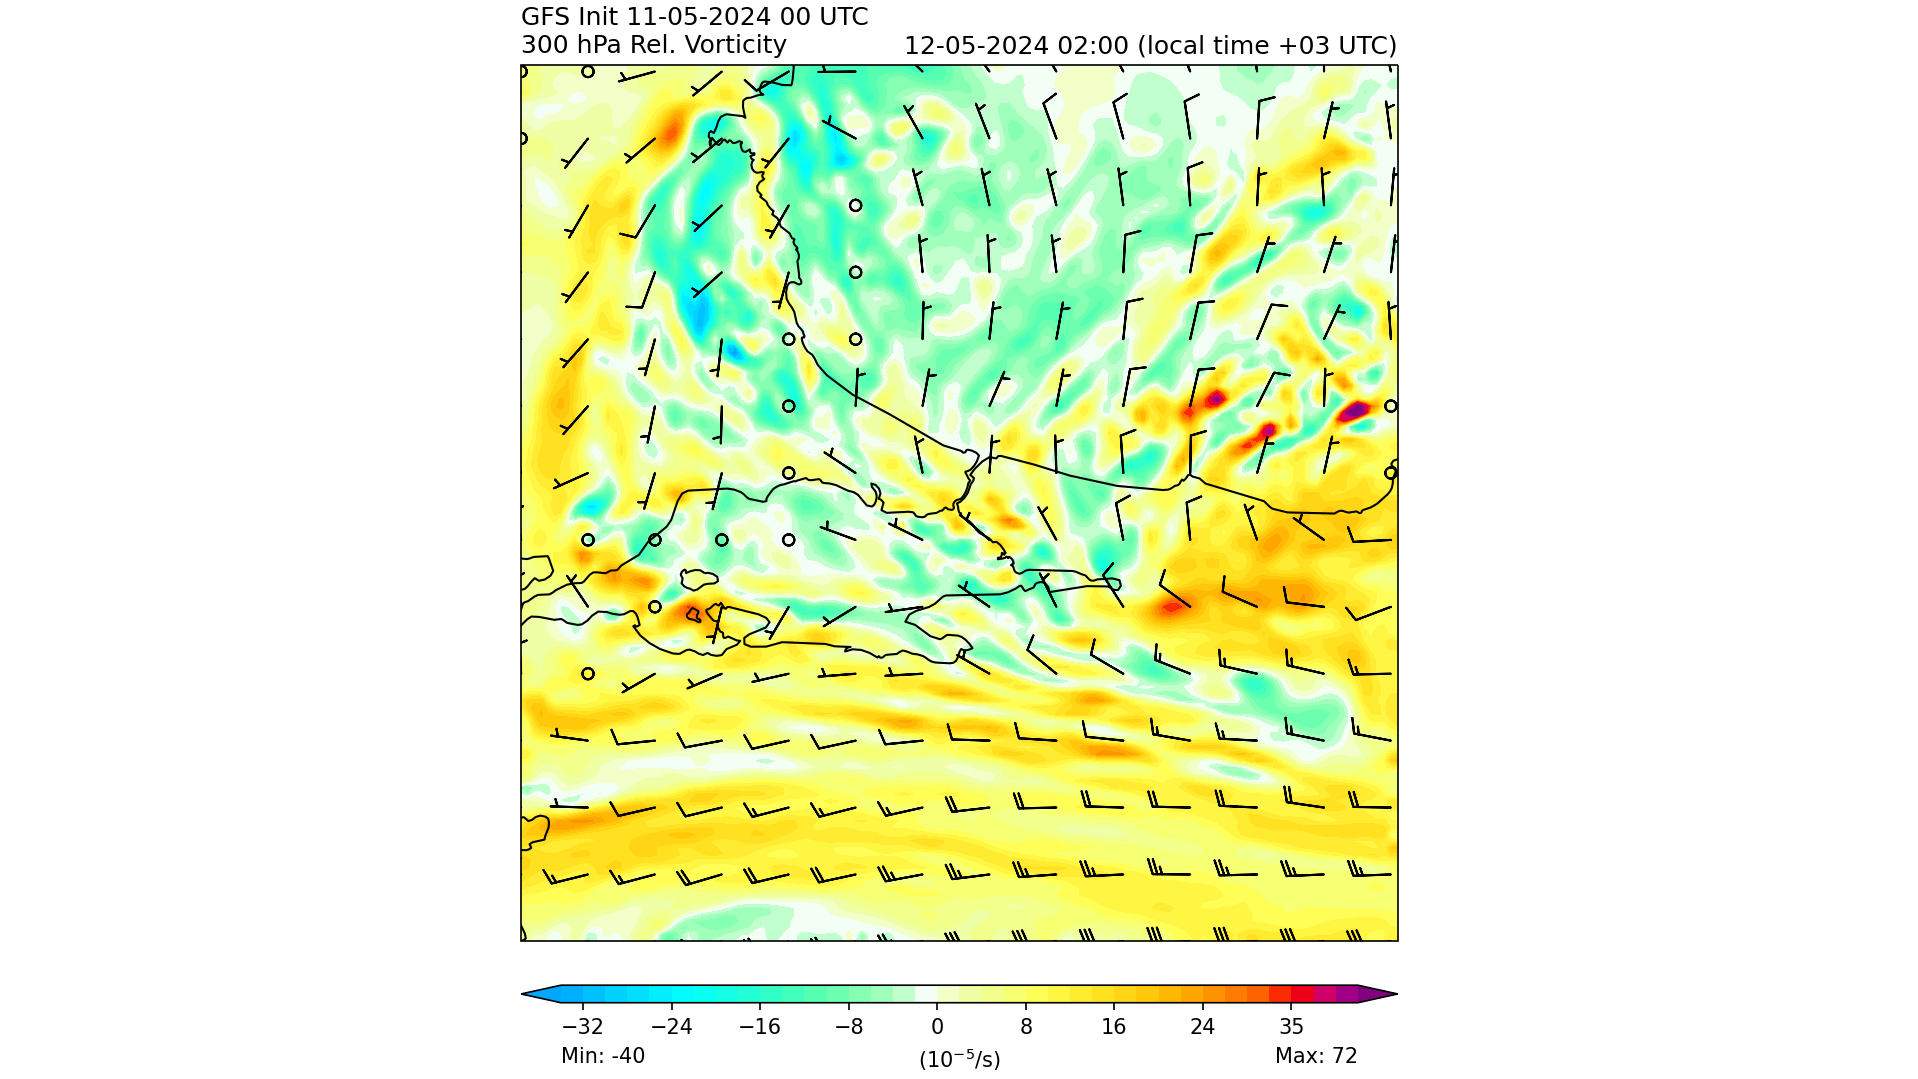 GFS Init 11-05-2024 00 UTC
300 hPa Rel. Vorticity
12-05-2024 02:00 (local time +03 UTC)
−32 −24 −16 −8 0 8 16 24 35
Min: -40
(10⁻⁵/s)
Max: 72